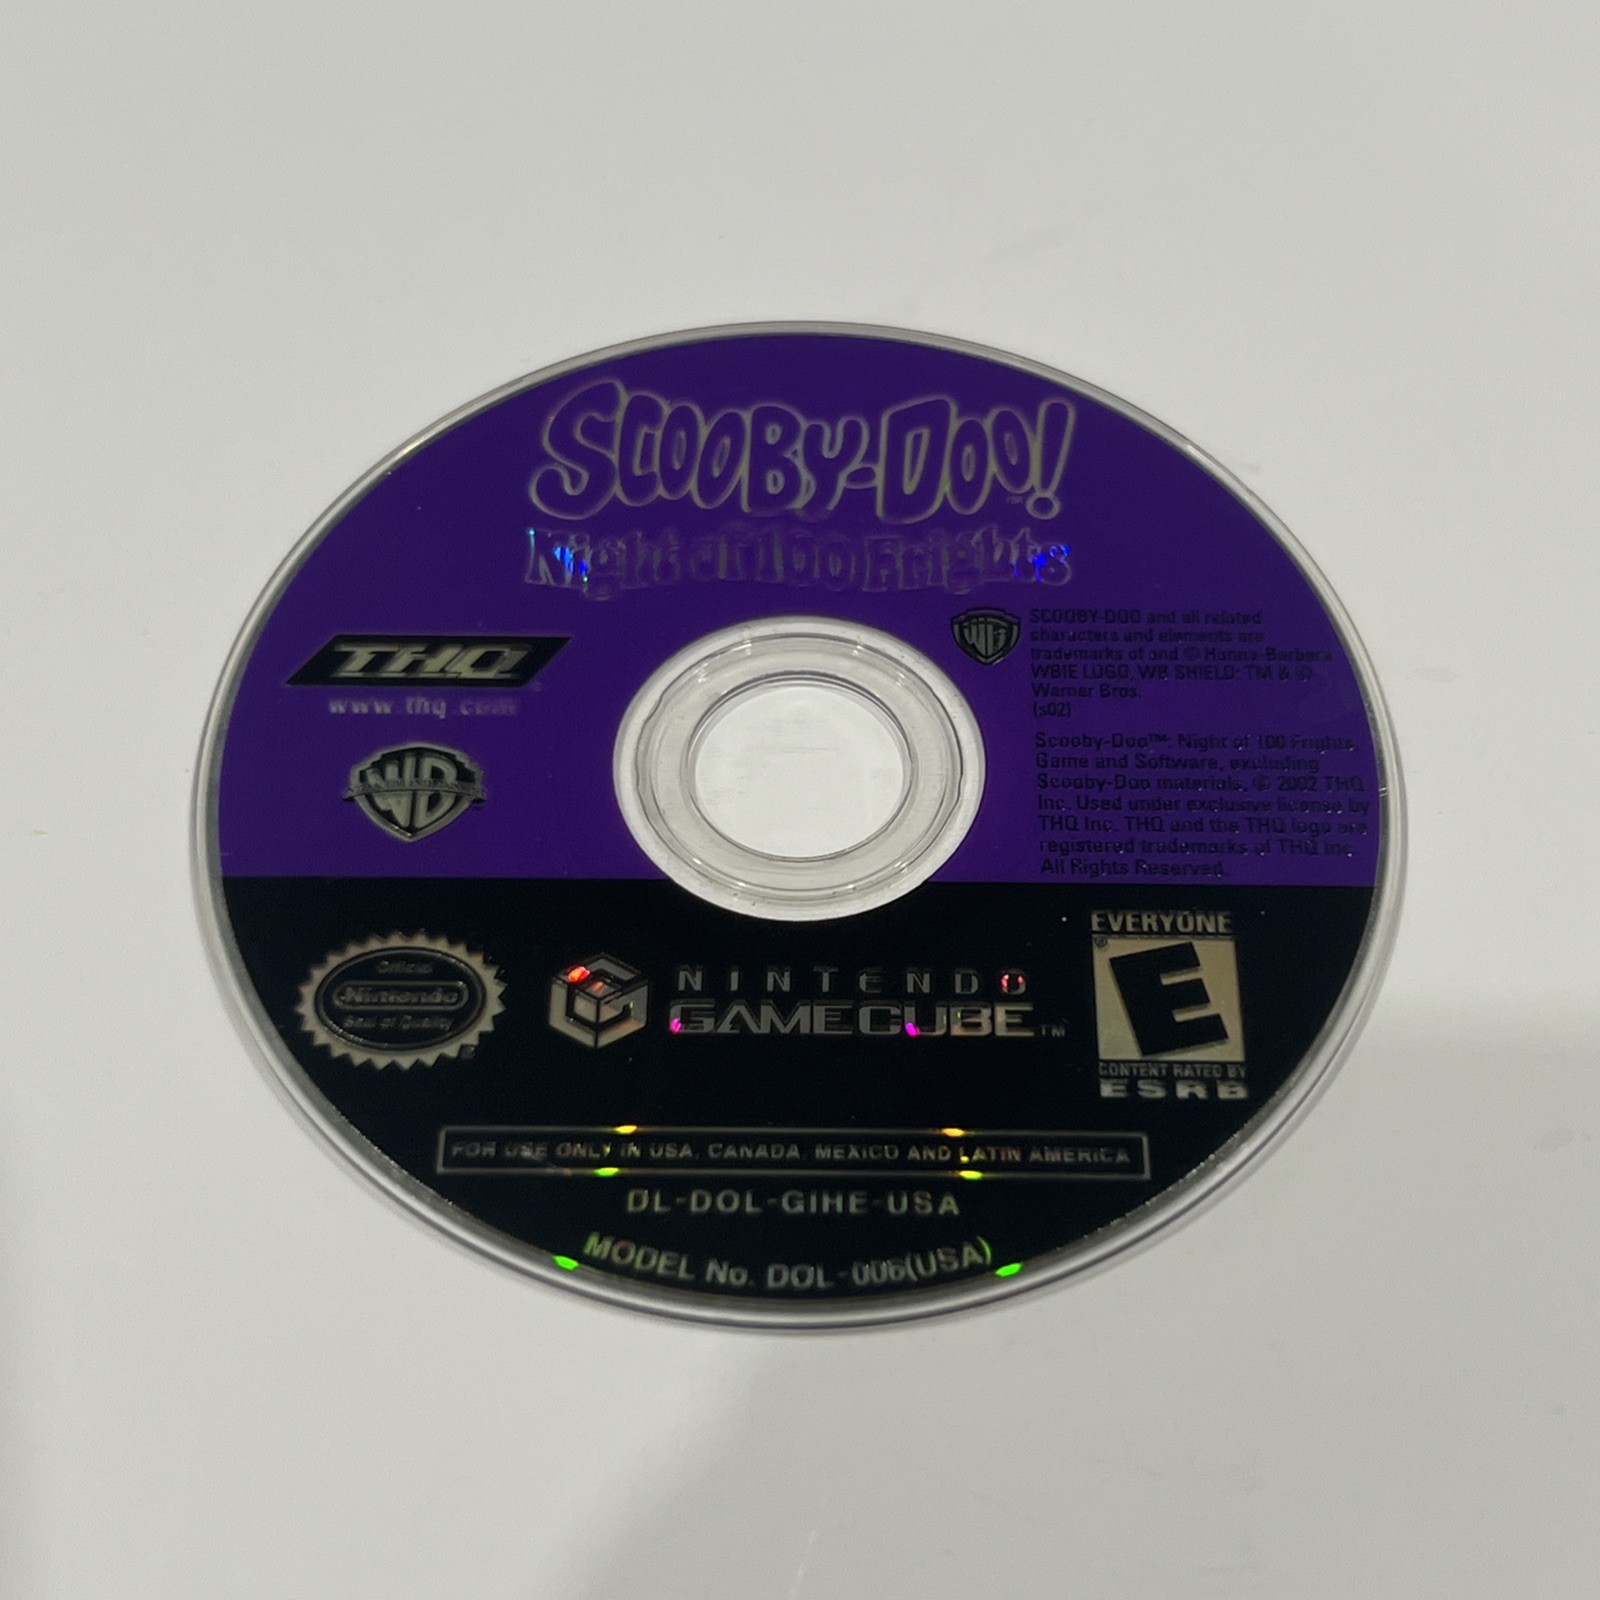 SCOOBY-DOO!
Night of 100 Frights
THQ
www.thq.com
WB
SCOOBY-DOO and all related
characters and elements are
trademarks of and © Hanna-Barbera.
WBIE LOGO, WB SHIELD: TM & ©
Warner Bros.
(s02)
Scooby-Doo™: Night of 100 Frights
Game and Software, excluding
Scooby-Doo materials, © 2002 THQ
Inc. Used under exclusive license by
THQ Inc. THQ and the THQ logo are
registered trademarks of THQ Inc.
All Rights Reserved.
WB
Official
Nintendo
Seal of Quality
NINTENDO
GAMECUBE™
EVERYONE
E
CONTENT RATED BY
ESRB
FOR USE ONLY IN USA, CANADA, MEXICO AND LATIN AMERICA
DL-DOL-GIHE-USA
MODEL No. DOL-006(USA)